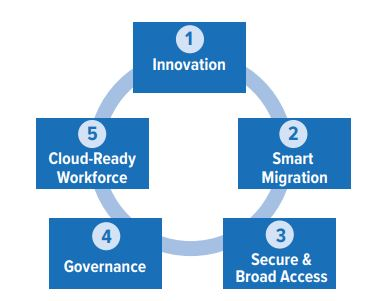 1
Innovation
2
Smart
Migration
3
Secure &
Broad Access
4
Governance
5
Cloud-Ready
Workforce